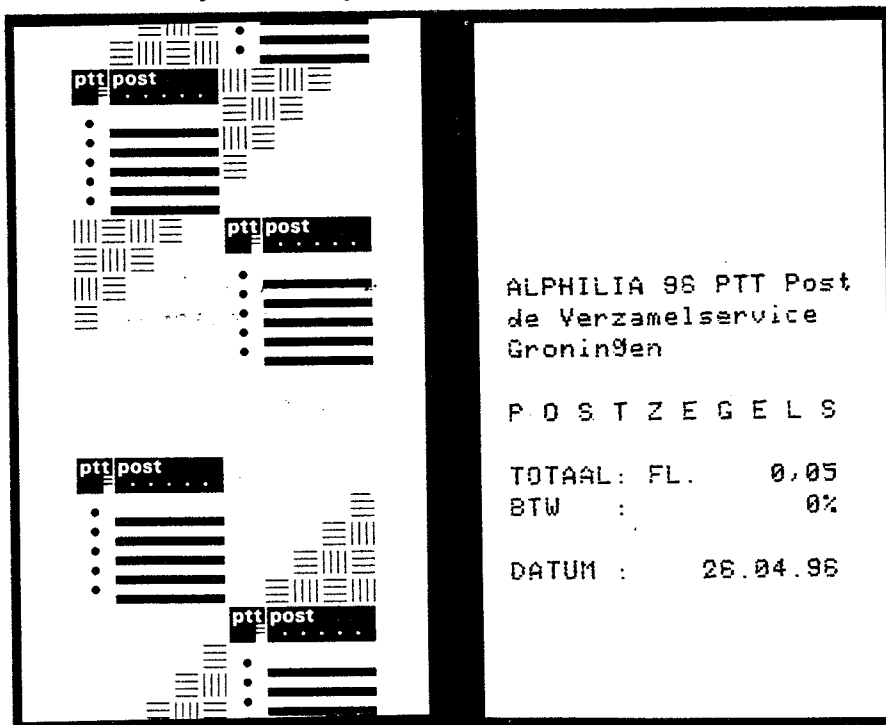 ptt post
ptt post
ptt post
ptt post
ALPHILIA 96 PTT Post
de Verzamelservice
Groningen
P O S T Z E G E L S
TOTAAL: FL. 0,05
BTW : 0%
DATUM : 26.04.96